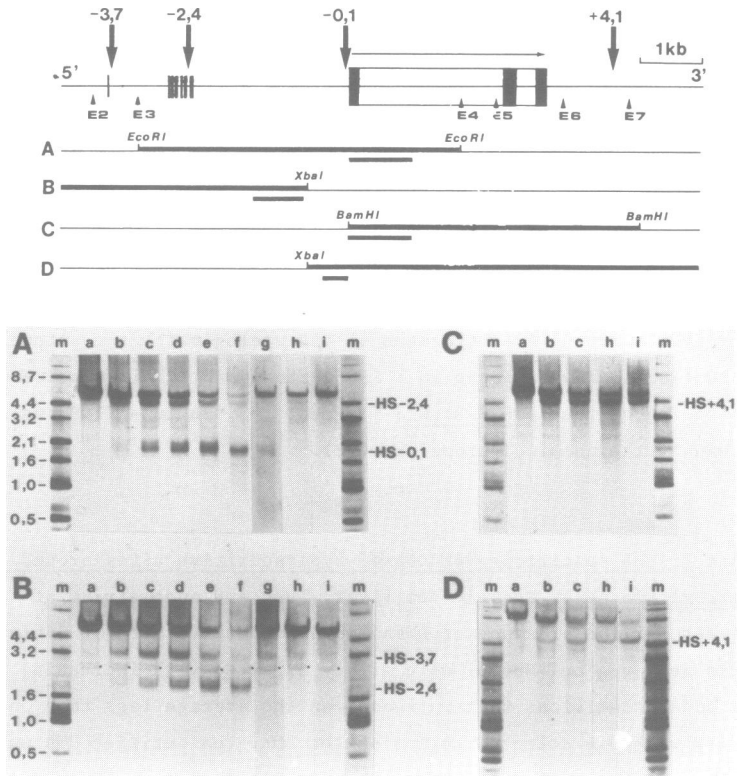 -3,7 -2,4 -0,1 +4,1
1kb
5' 3'
E2 E3 E4 E5 E6 E7
EcoRI EcoRI
A
XbaI
B
BamHI BamHI
C
XbaI
D
A
m a b c d e f g h i m
8,7-
4,4-
3,2-
2,1-
1,6-
1,0-
0,5-
-HS-2,4
-HS-0,1
C
m a b c h i m
-HS+4,1
B
m a b c d e f g h i m
4,4-
3,2-
1,6-
1,0-
0,5-
-HS-3,7
-HS-2,4
D
m a b c h i m
-HS+4,1